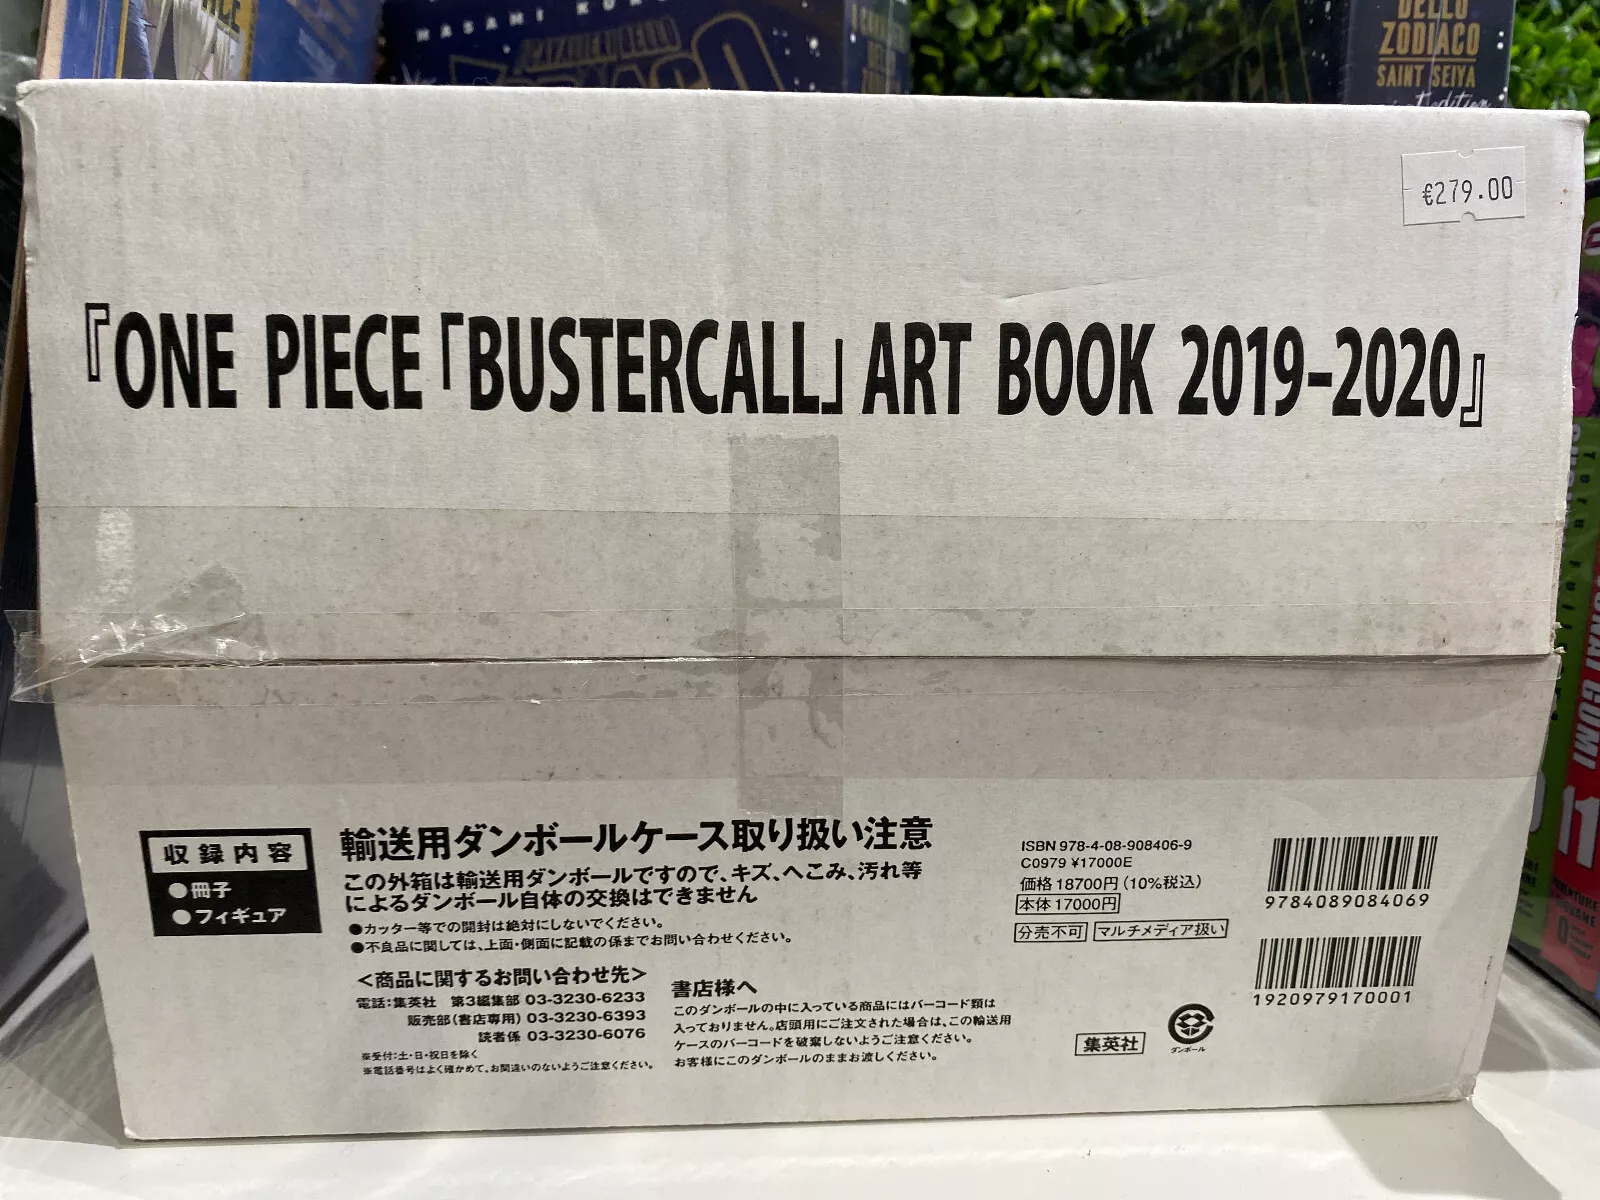 MASAMI KU
DELLO
ZODIACO
SAINT SEIYA
€279.00
『ONE PIECE「BUSTERCALL」ART BOOK 2019-2020』
収録内容
●冊子
●フィギュア
輸送用ダンボールケース取り扱い注意
この外箱は輸送用ダンボールですので、キズ、へこみ、汚れ等
によるダンボール自体の交換はできません
●カッター等での開封は絶対にしないでください。
●不良品に関しては、上面・側面に記載の係までお問い合わせください。
＜商品に関するお問い合わせ先＞
電話：集英社 第3編集部 03-3230-6233
販売部（書店専用） 03-3230-6393
読者係 03-3230-6076
※受付：土・日・祝日を除く
※電話番号はよく確かめて、お間違いのないようご注意ください。
書店様へ
このダンボールの中に入っている商品にはバーコード類は
入っておりません。店頭用にご注文された場合は、この輸送用
ケースのバーコードを破棄しないようご注意ください。
お客様にこのダンボールのままお渡しください。
ISBN 978-4-08-908406-9
C0979 ¥17000E
価格 18700円（10%税込）
本体 17000円
分売不可 マルチメディア扱い
9784089084069
1920979170001
集英社
ダンボール
GUMI
11